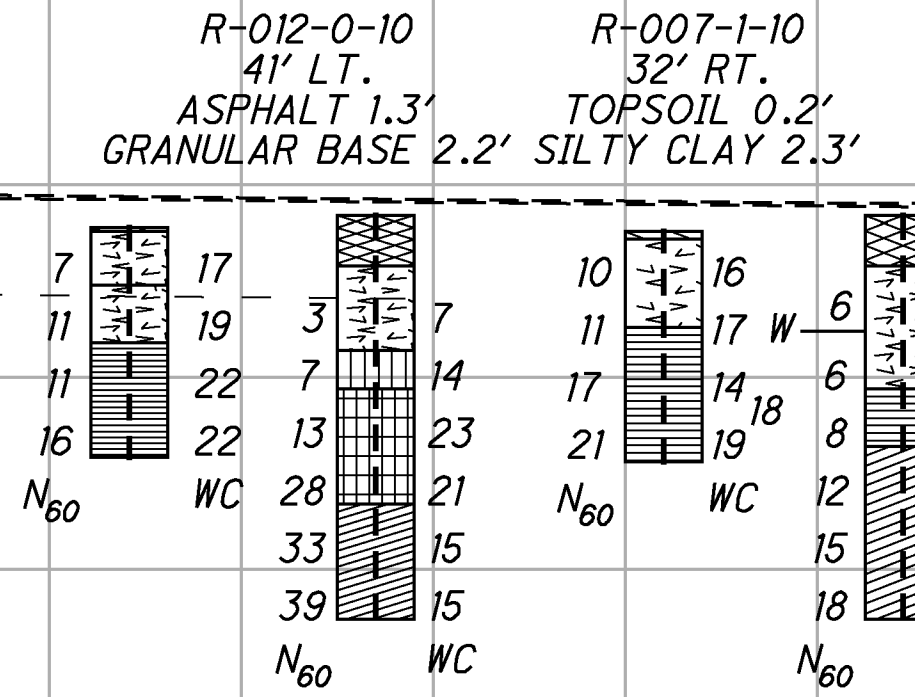 R-012-0-10
41' LT.
ASPHALT 1.3'
GRANULAR BASE 2.2'
R-007-1-10
32' RT.
TOPSOIL 0.2'
SILTY CLAY 2.3'
7 17
11 19
11 22
16 22
N60 WC
3 7
7 14
13 23
28 21
33 15
39 15
N60 WC
10 16
11 17
17 14
21 19
N60 WC
18
W
6
6
8
12
15
18
N60